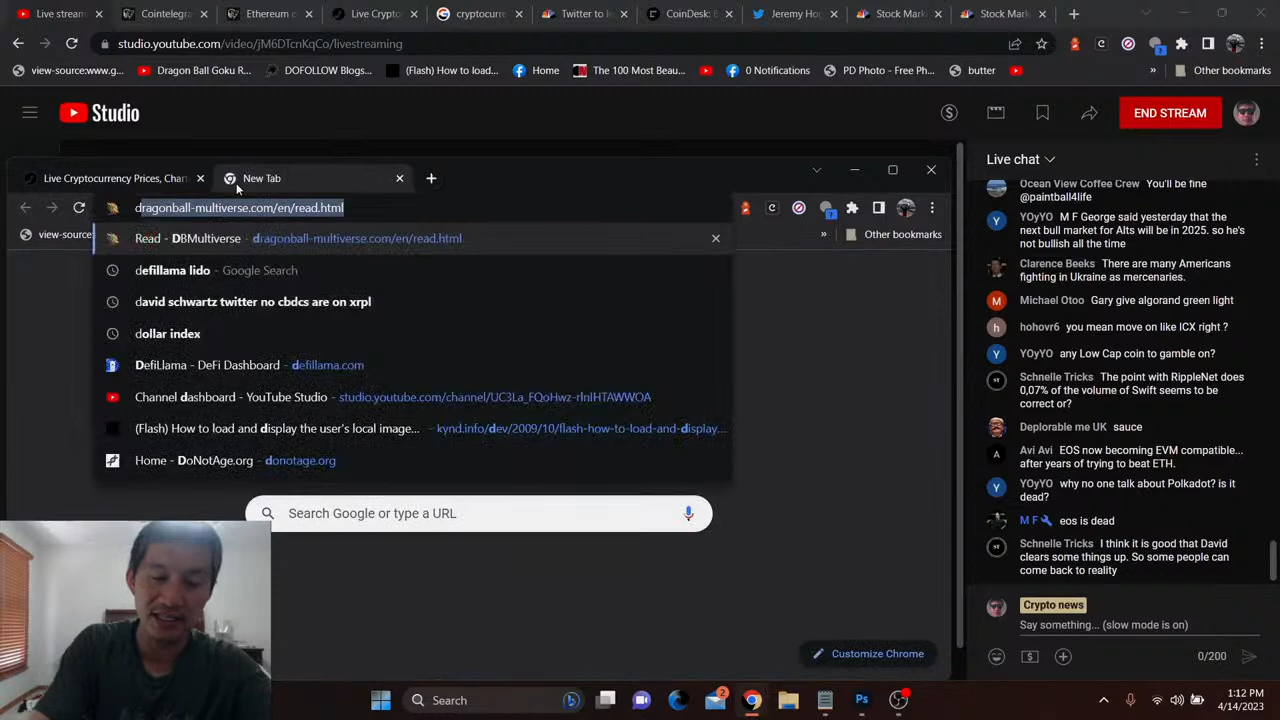 Live stream
Cointelegr
Ethereum c
Live Crypto
cryptocurre
Twitter to l
CoinDesk: B
Jeremy Ho
Stock Mark
Stock Mark
studio.youtube.com/video/jM6DTcnKqCo/livestreaming
view-source:www.g...
Dragon Ball Goku R...
DOFOLLOW Blogs...
(Flash) How to load...
Home
The 100 Most Beau...
0 Notifications
PD Photo - Free Ph...
butter
»
Other bookmarks
Studio
END STREAM
Live chat
Live Cryptocurrency Prices, Chart
New Tab
dragonball-multiverse.com/en/read.html
view-source
»
Other bookmarks
Read - DBMultiverse - dragonball-multiverse.com/en/read.html
defillama lido - Google Search
david schwartz twitter no cbdcs are on xrpl
dollar index
DefiLlama - DeFi Dashboard - defillama.com
Channel dashboard - YouTube Studio - studio.youtube.com/channel/UC3La_FQoHwz-rlnIHTAWWOA
(Flash) How to load and display the user's local image... - kynd.info/dev/2009/10/flash-how-to-load-and-display...
Home - DoNotAge.org - donotage.org
Search Google or type a URL
Customize Chrome
Ocean View Coffee Crew You'll be fine
@paintball4life
YOyYO M F George said yesterday that the
next bull market for Alts will be in 2025. so he's
not bullish all the time
Clarence Beeks There are many Americans
fighting in Ukraine as mercenaries.
Michael Otoo Gary give algorand green light
hohovr6 you mean move on like ICX right ?
YOyYO any Low Cap coin to gamble on?
Schnelle Tricks The point with RippleNet does
0,07% of the volume of Swift seems to be
correct or?
Deplorable me UK sauce
Avi Avi EOS now becoming EVM compatible...
after years of trying to beat ETH.
YOyYO why no one talk about Polkadot? is it
dead?
M F eos is dead
Schnelle Tricks I think it is good that David
clears some things up. So some people can
come back to reality
Crypto news
Say something... (slow mode is on)
0/200
Search
2
1:12 PM
4/14/2023